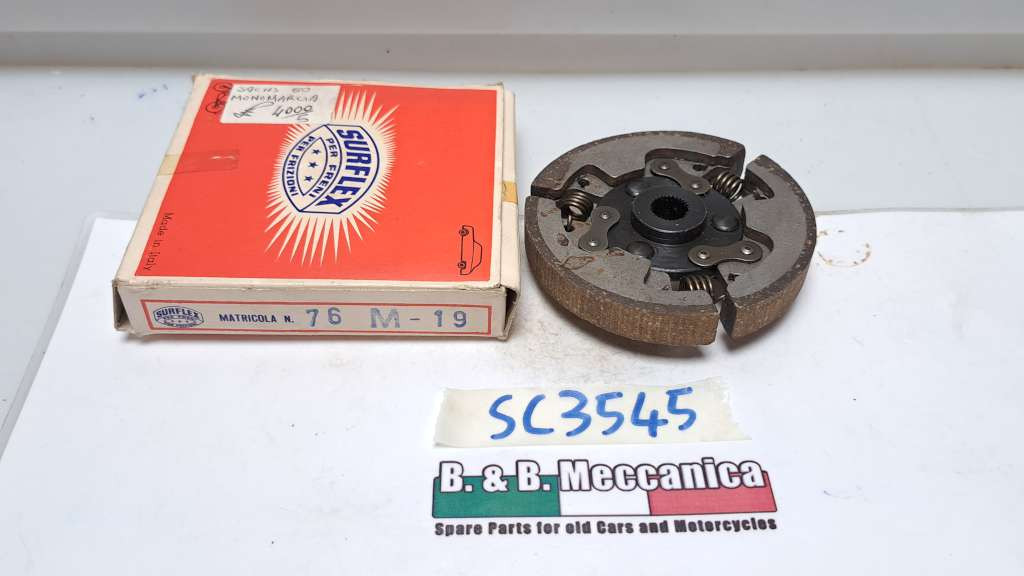 SACHS 50
MONOMARCIA
4000
SURFLEX
PER FRENI
PER FRIZIONI
Made in Italy
SURFLEX
MATRICOLA N. 76 M-19
SC3545
B. & B. Meccanica
Spare Parts for old Cars and Motorcycles